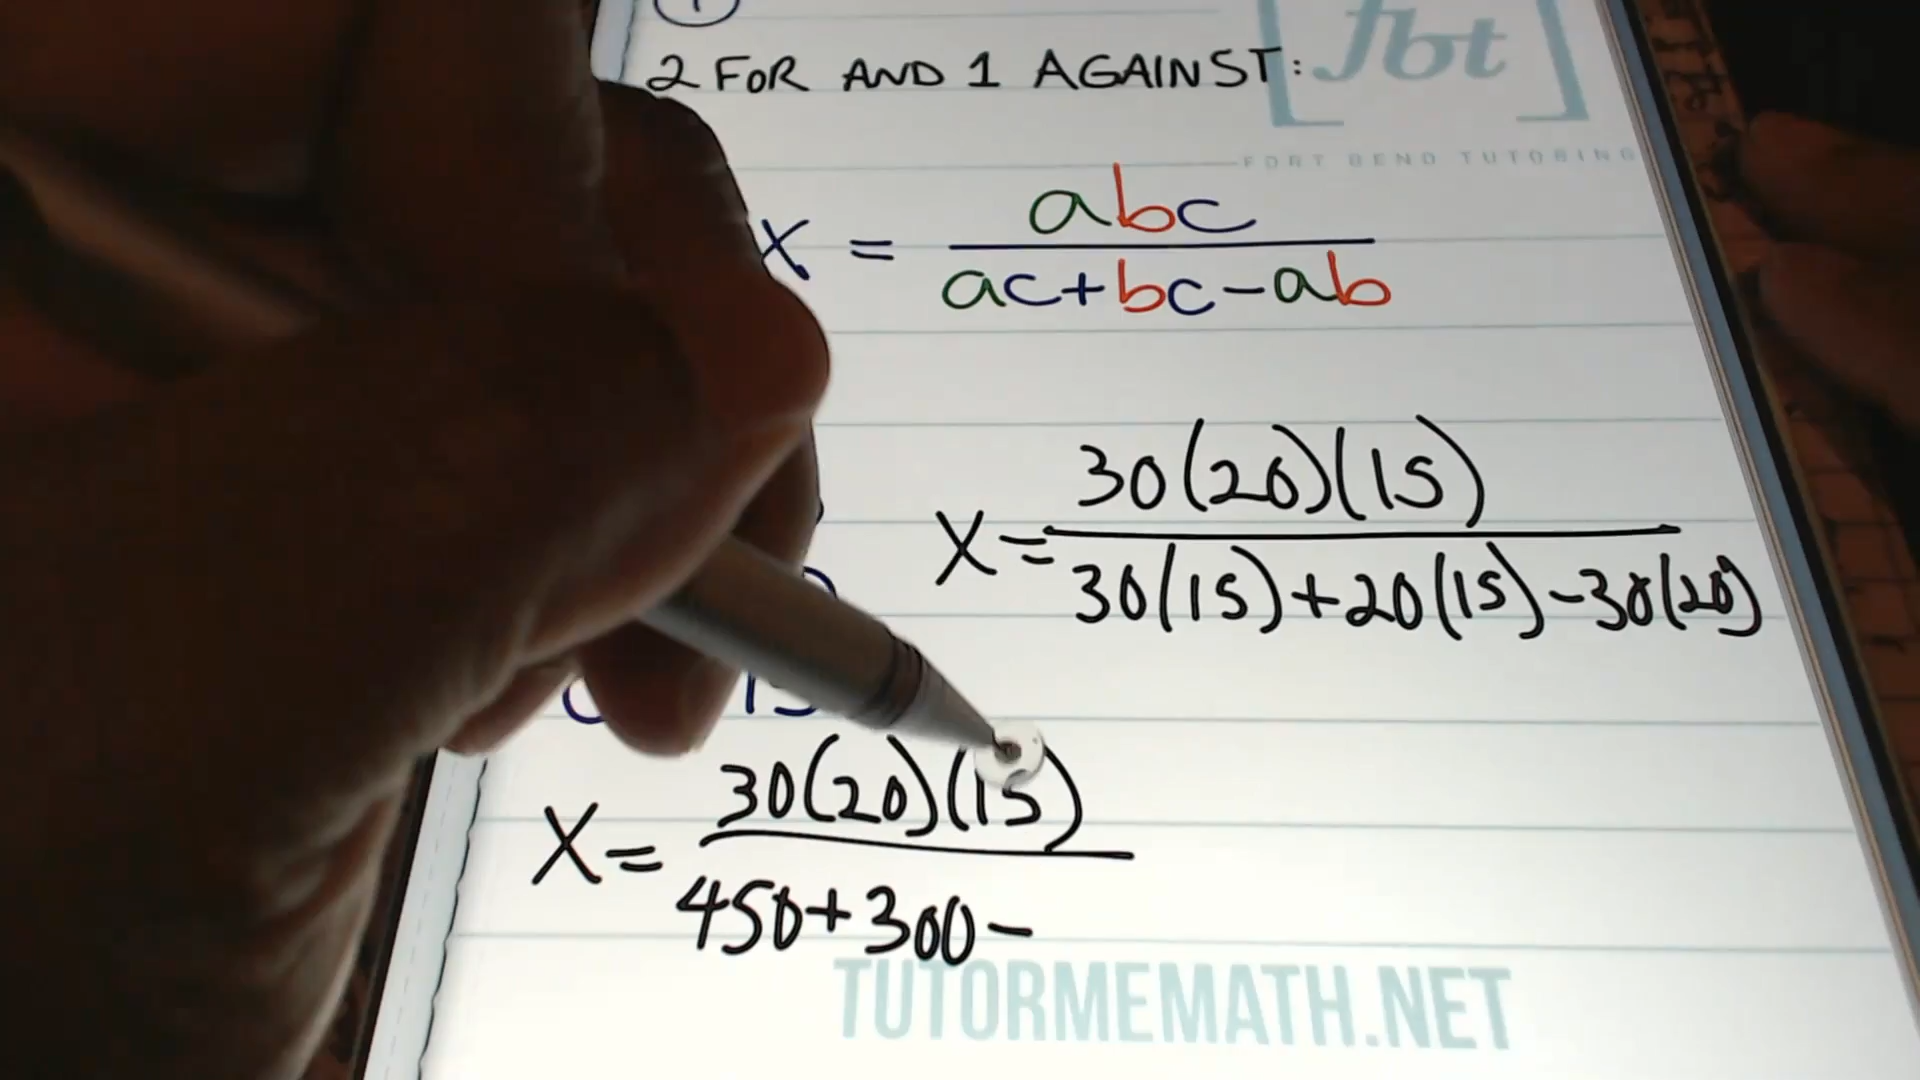 2 FOR AND 1 AGAINST:
fbt
FORT BEND TUTORING
x = abc
ac+bc-ab
X= 30(20)(15)
30(15)+20(15)-30(20)
15
X= 30(20)(15)
450+300-
TUTORMEMATH.NET